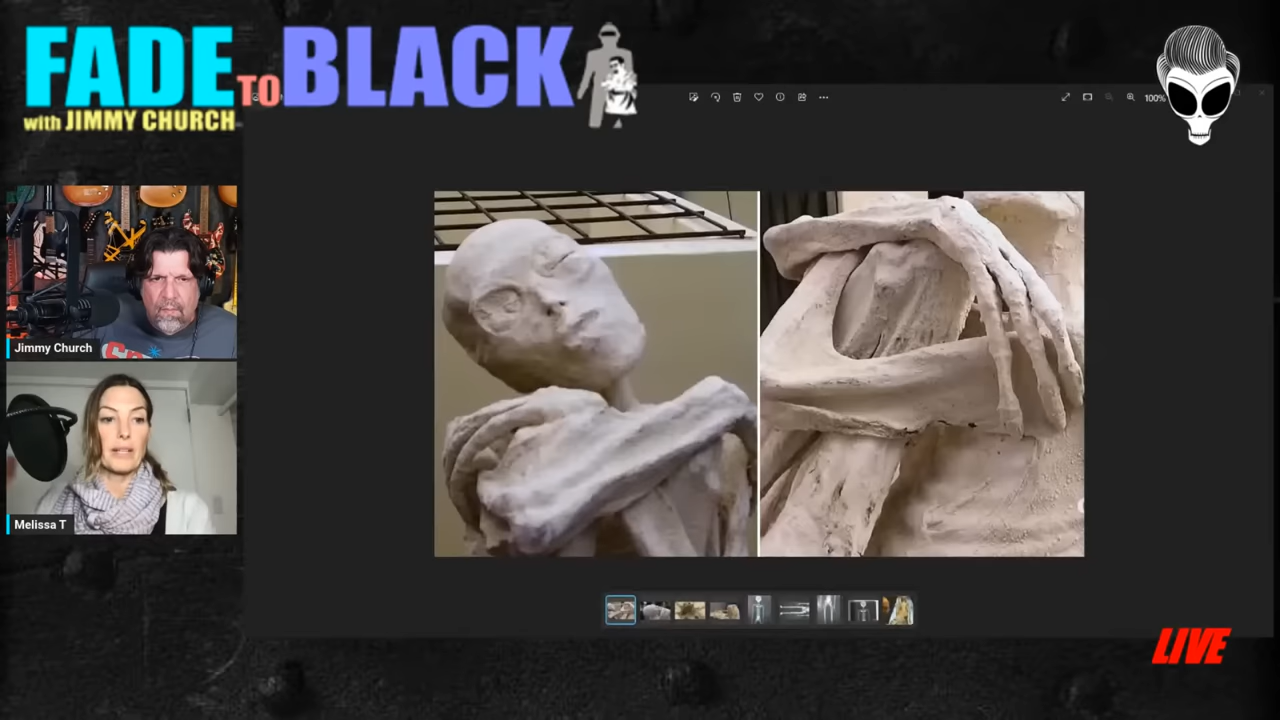 FADE TO BLACK
with JIMMY CHURCH
100%
Jimmy Church
Melissa T
LIVE